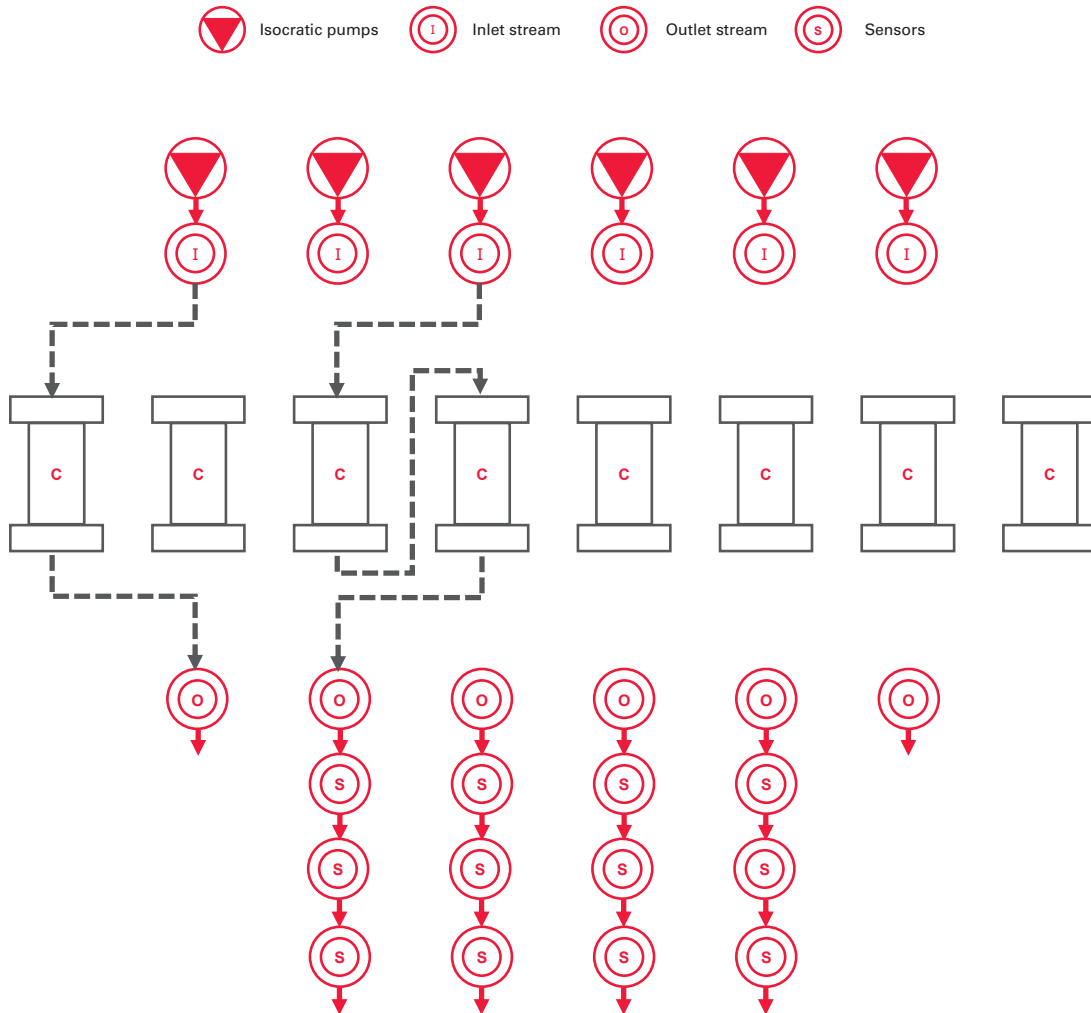 I Isocratic pumps I Inlet stream O Outlet stream S Sensors
I I I I I I
C C C C C C C C
O O O O O O
S S S S
S S S S
S S S S